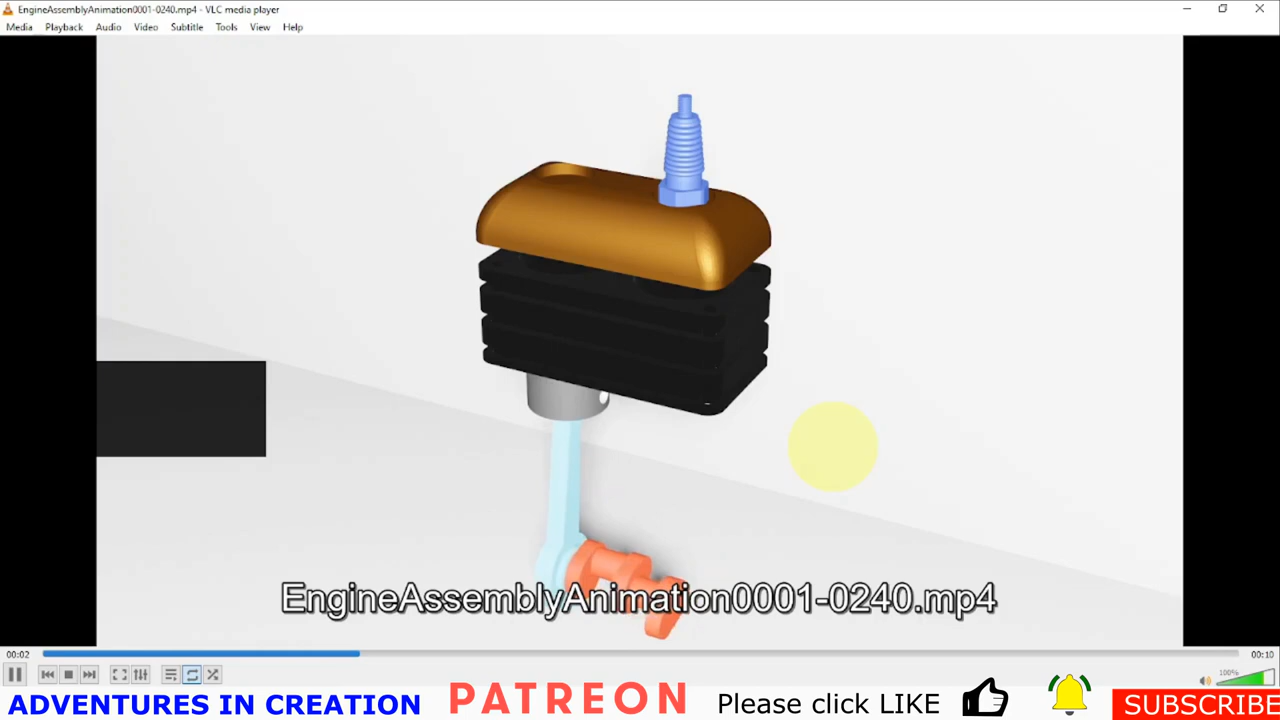 EngineAssemblyAnimation0001-0240.mp4 - VLC media player
Media Playback Audio Video Subtitle Tools View Help
EngineAssemblyAnimation0001-0240.mp4
00:02 00:10
100%
ADVENTURES IN CREATION PATREON Please click LIKE SUBSCRIBE